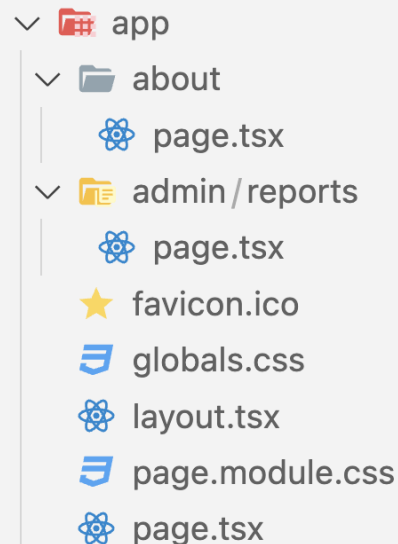 app
about
page.tsx
admin/reports
page.tsx
favicon.ico
globals.css
layout.tsx
page.module.css
page.tsx